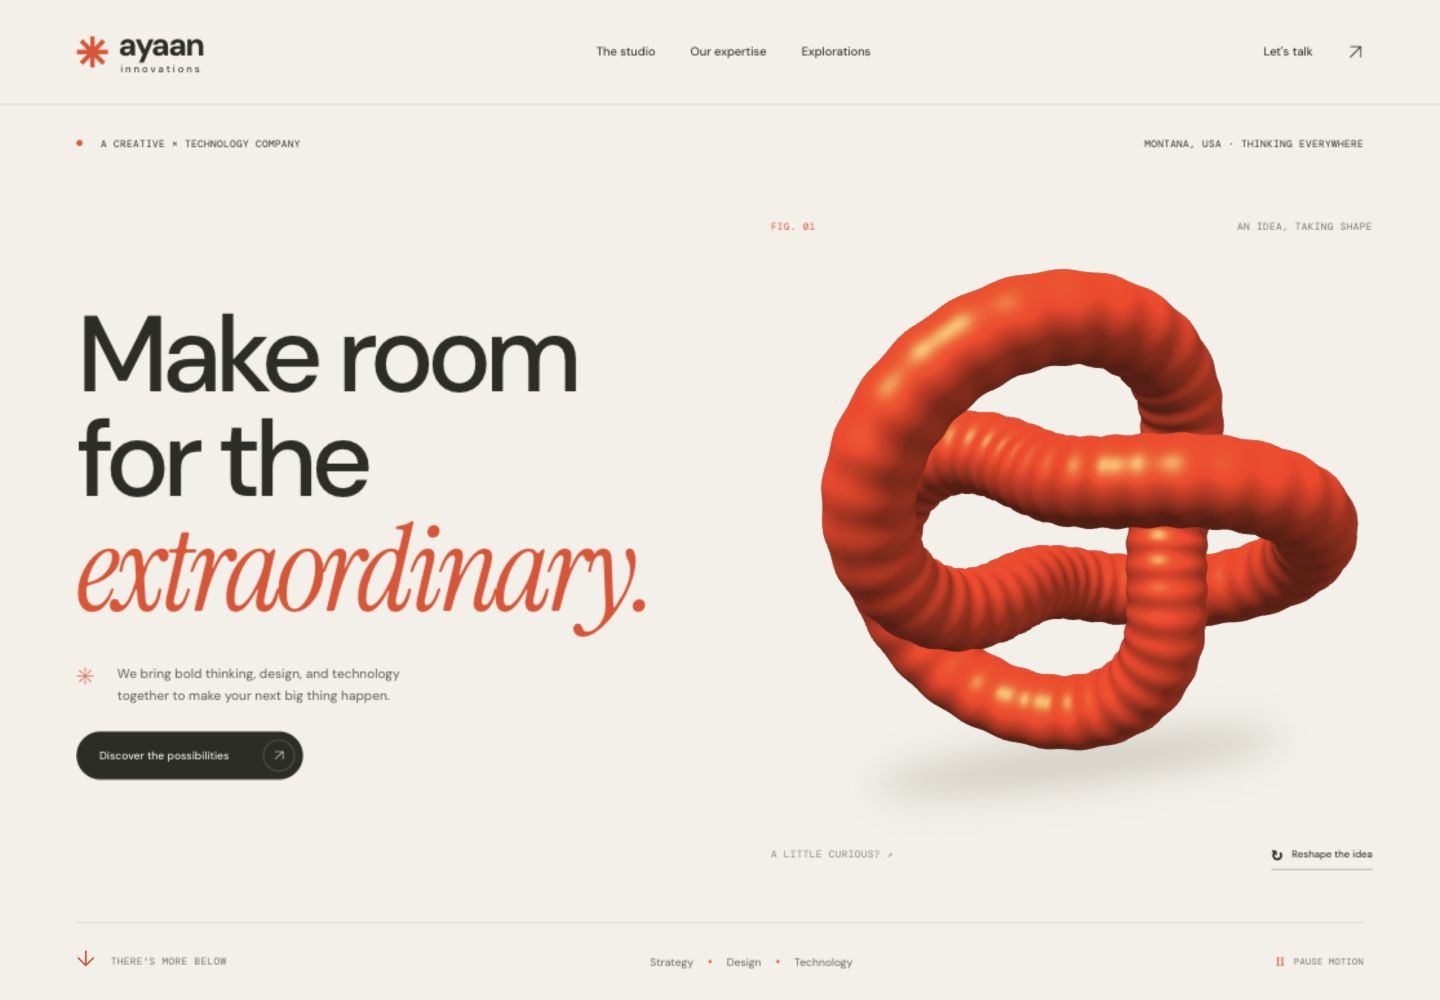 ayaan
innovations
The studio
Our expertise
Explorations
Let's talk
A CREATIVE × TECHNOLOGY COMPANY
MONTANA, USA · THINKING EVERYWHERE
FIG. 01
AN IDEA, TAKING SHAPE
Make room
for the
extraordinary.
We bring bold thinking, design, and technology
together to make your next big thing happen.
Discover the possibilities
A LITTLE CURIOUS? ↗
Reshape the idea
THERE'S MORE BELOW
Strategy • Design • Technology
PAUSE MOTION